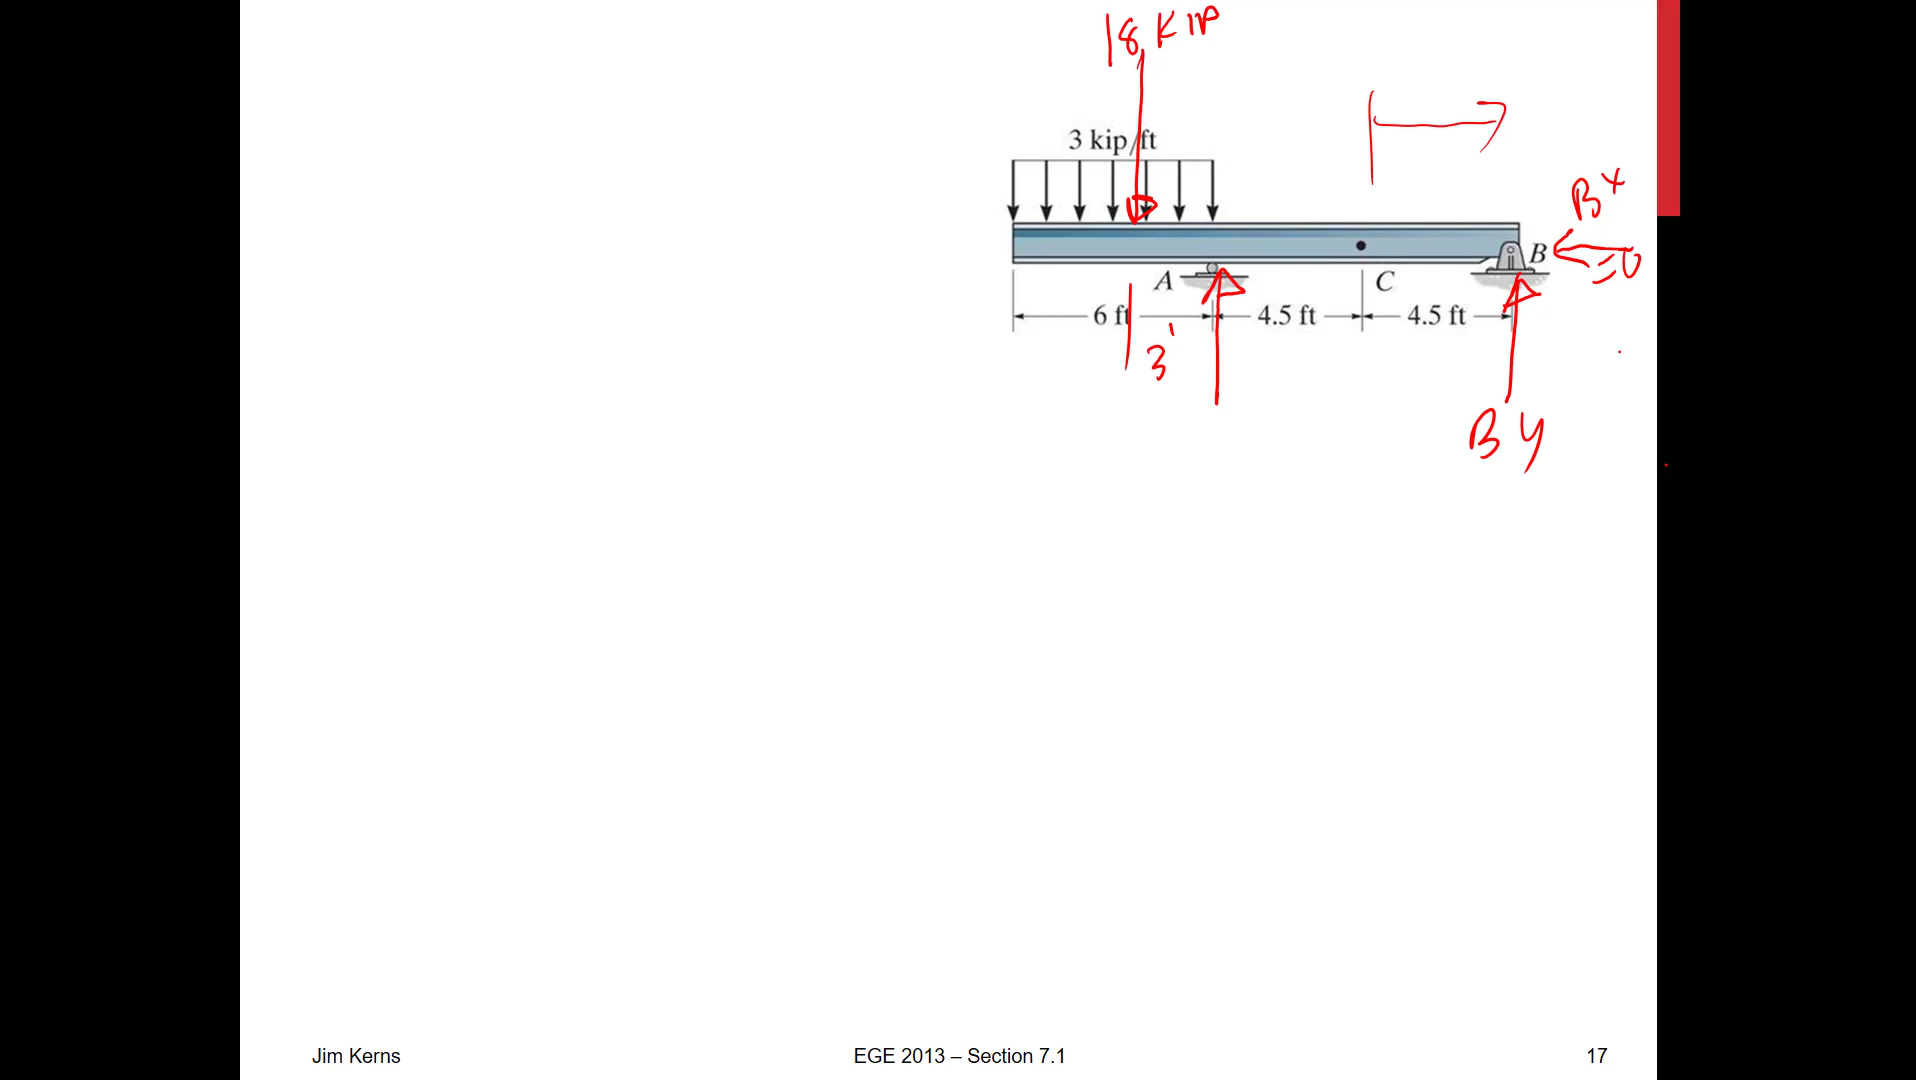 18 KIP
3 kip/ft
Bx
B
=0
A
C
6 ft
4.5 ft
4.5 ft
3'
By
Jim Kerns
EGE 2013 – Section 7.1
17